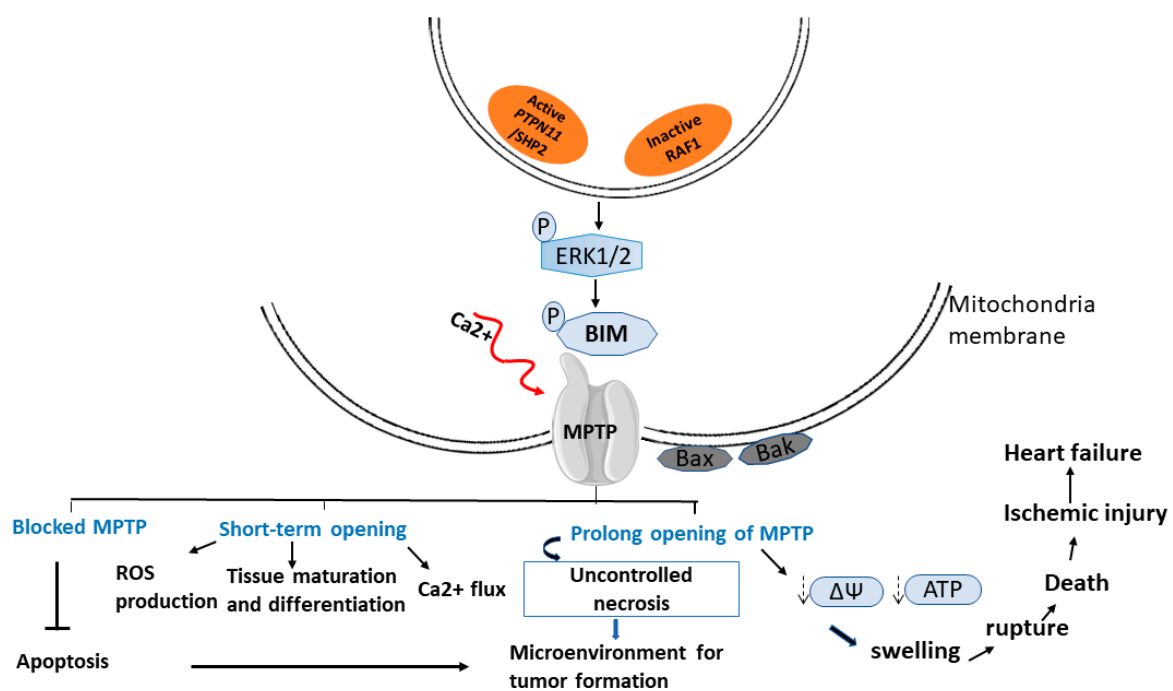 Active
PTPN11
/SHP2
Inactive
RAF1
P
ERK1/2
P
BIM
Ca2+
Mitochondria
membrane
MPTP
Bax
Bak
Heart failure
Ischemic injury
Death
rupture
swelling
Blocked MPTP
Short-term opening
Prolong opening of MPTP
ROS
production
Tissue maturation
and differentiation
Ca2+ flux
Uncontrolled
necrosis
ΔΨ
ATP
Apoptosis
Microenvironment for
tumor formation